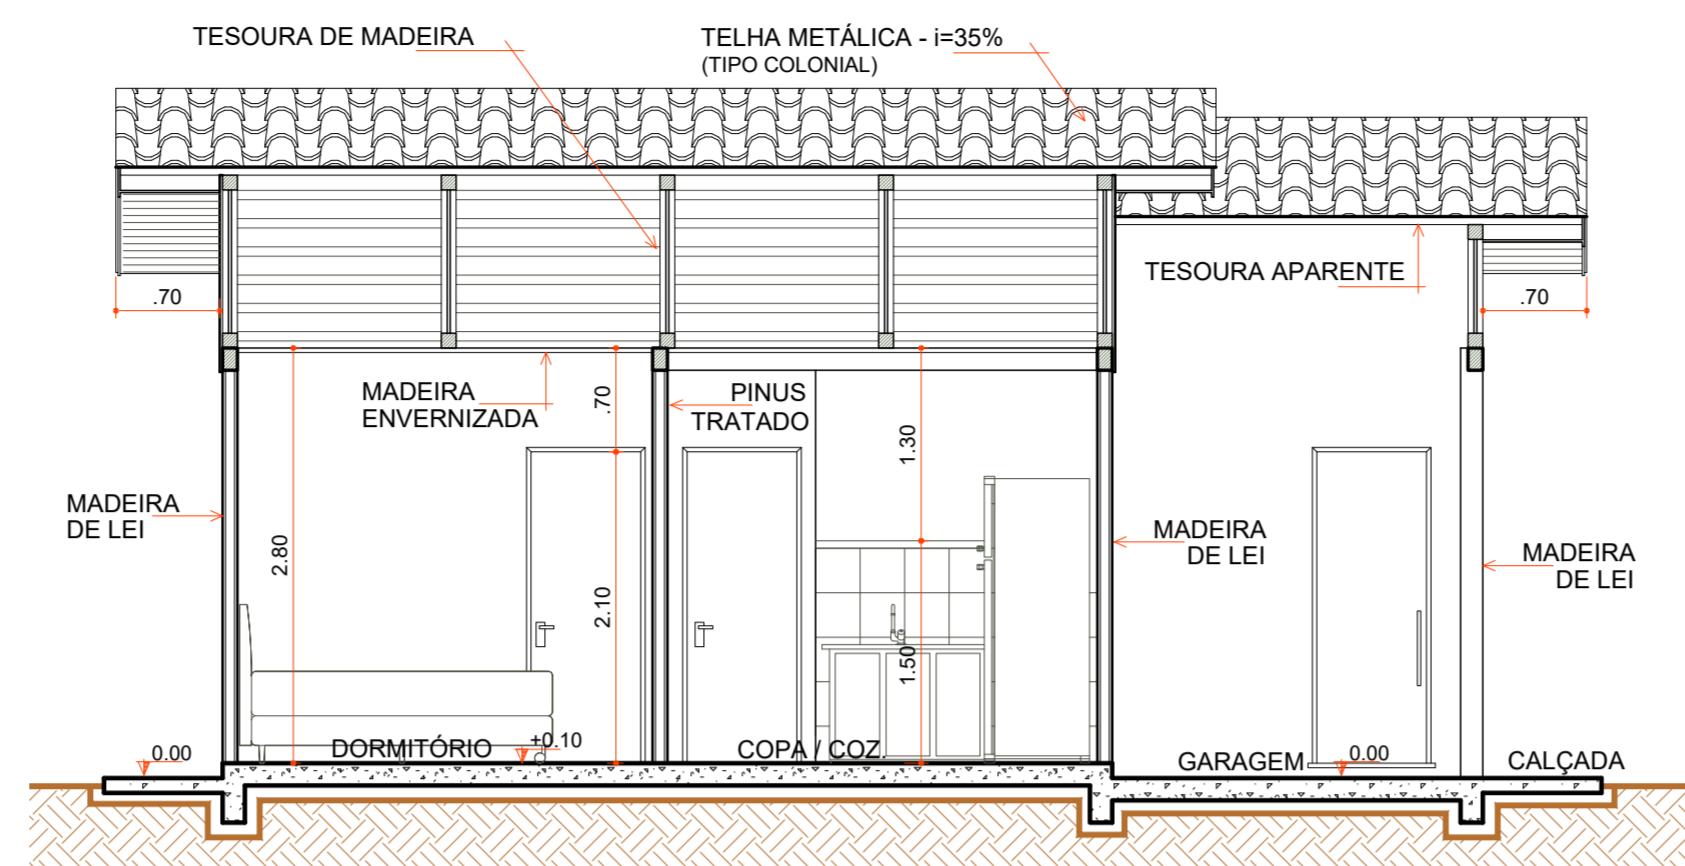 TESOURA DE MADEIRA
TELHA METÁLICA - i=35%
(TIPO COLONIAL)
TESOURA APARENTE
.70
.70
MADEIRA
ENVERNIZADA
.70
PINUS
TRATADO
1.30
MADEIRA
DE LEI
2.80
2.10
1.50
MADEIRA
DE LEI
MADEIRA
DE LEI
0.00
DORMITÓRIO
+0.10
COPA / COZ.
GARAGEM
0.00
CALÇADA